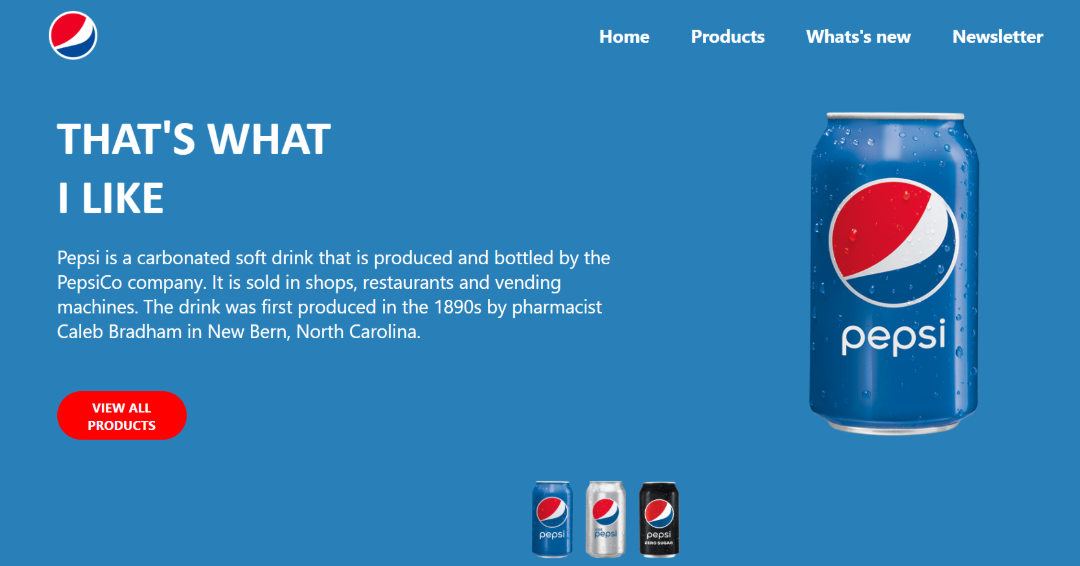 Home Products Whats's new Newsletter
THAT'S WHAT
I LIKE
Pepsi is a carbonated soft drink that is produced and bottled by the
PepsiCo company. It is sold in shops, restaurants and vending
machines. The drink was first produced in the 1890s by pharmacist
Caleb Bradham in New Bern, North Carolina.
VIEW ALL
PRODUCTS
pepsi
pepsi
pepsi
pepsi
ZERO SUGAR